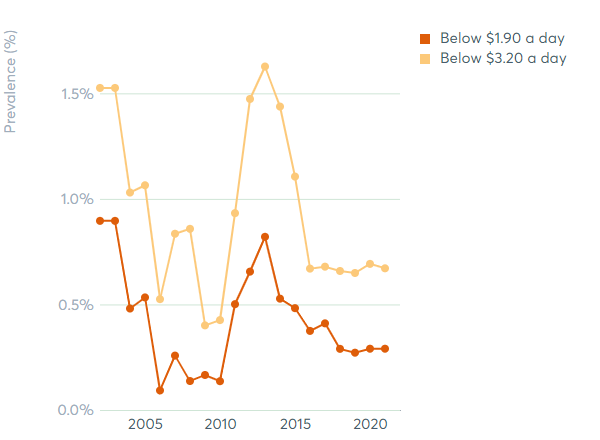 Prevalence (%)
Below $1.90 a day
Below $3.20 a day
1.5%
1.0%
0.5%
0.0%
2005 2010 2015 2020